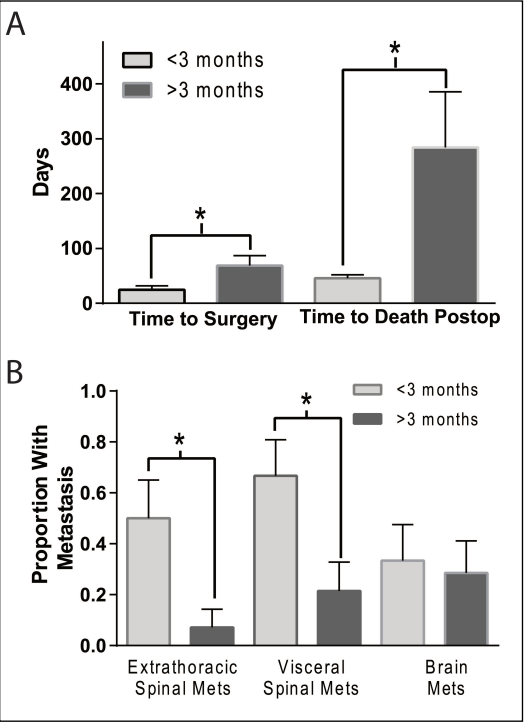 A
<3 months
>3 months
*
*
Days
400
300
200
100
0
Time to Surgery
Time to Death Postop
B
<3 months
>3 months
*
*
Proportion With
Metastasis
1.0
0.8
0.6
0.4
0.2
0.0
Extrathoracic
Spinal Mets
Visceral
Spinal Mets
Brain
Mets